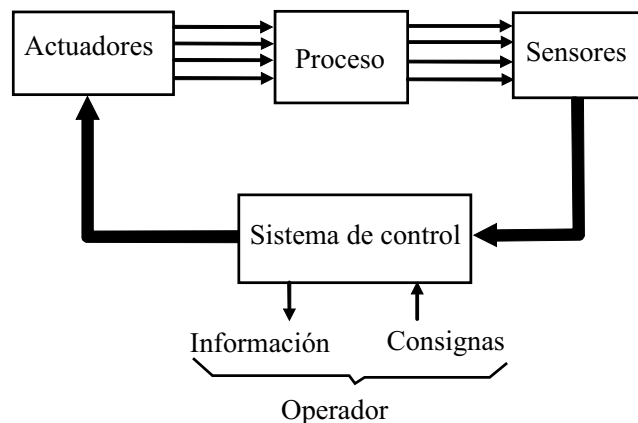 Actuadores
Proceso
Sensores
Sistema de control
Información
Consignas
Operador